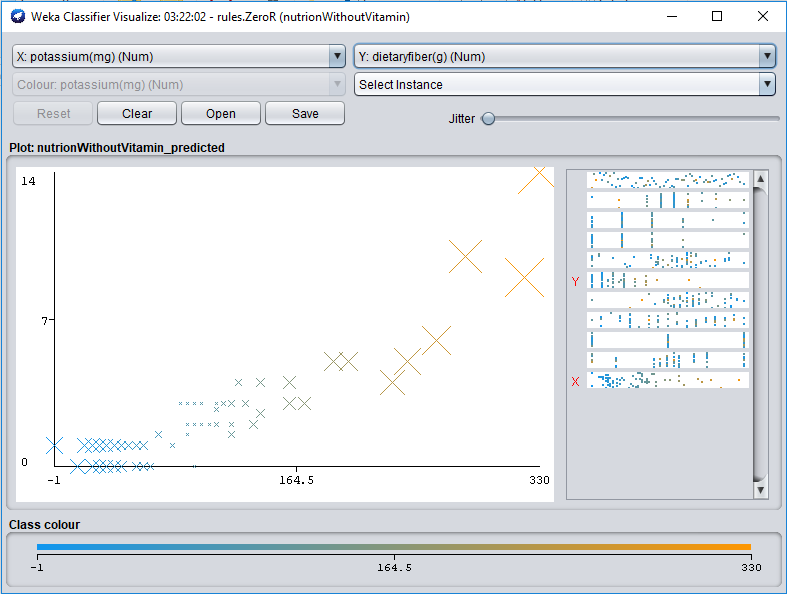 Weka Classifier Visualize: 03:22:02 - rules.ZeroR (nutrionWithoutVitamin)
X: potassium(mg) (Num)
Y: dietaryfiber(g) (Num)
Colour: potassium(mg) (Num)
Select Instance
Reset
Clear
Open
Save
Jitter
Plot: nutrionWithoutVitamin_predicted
14
7
0
-1
164.5
330
Y
X
Class colour
-1
164.5
330